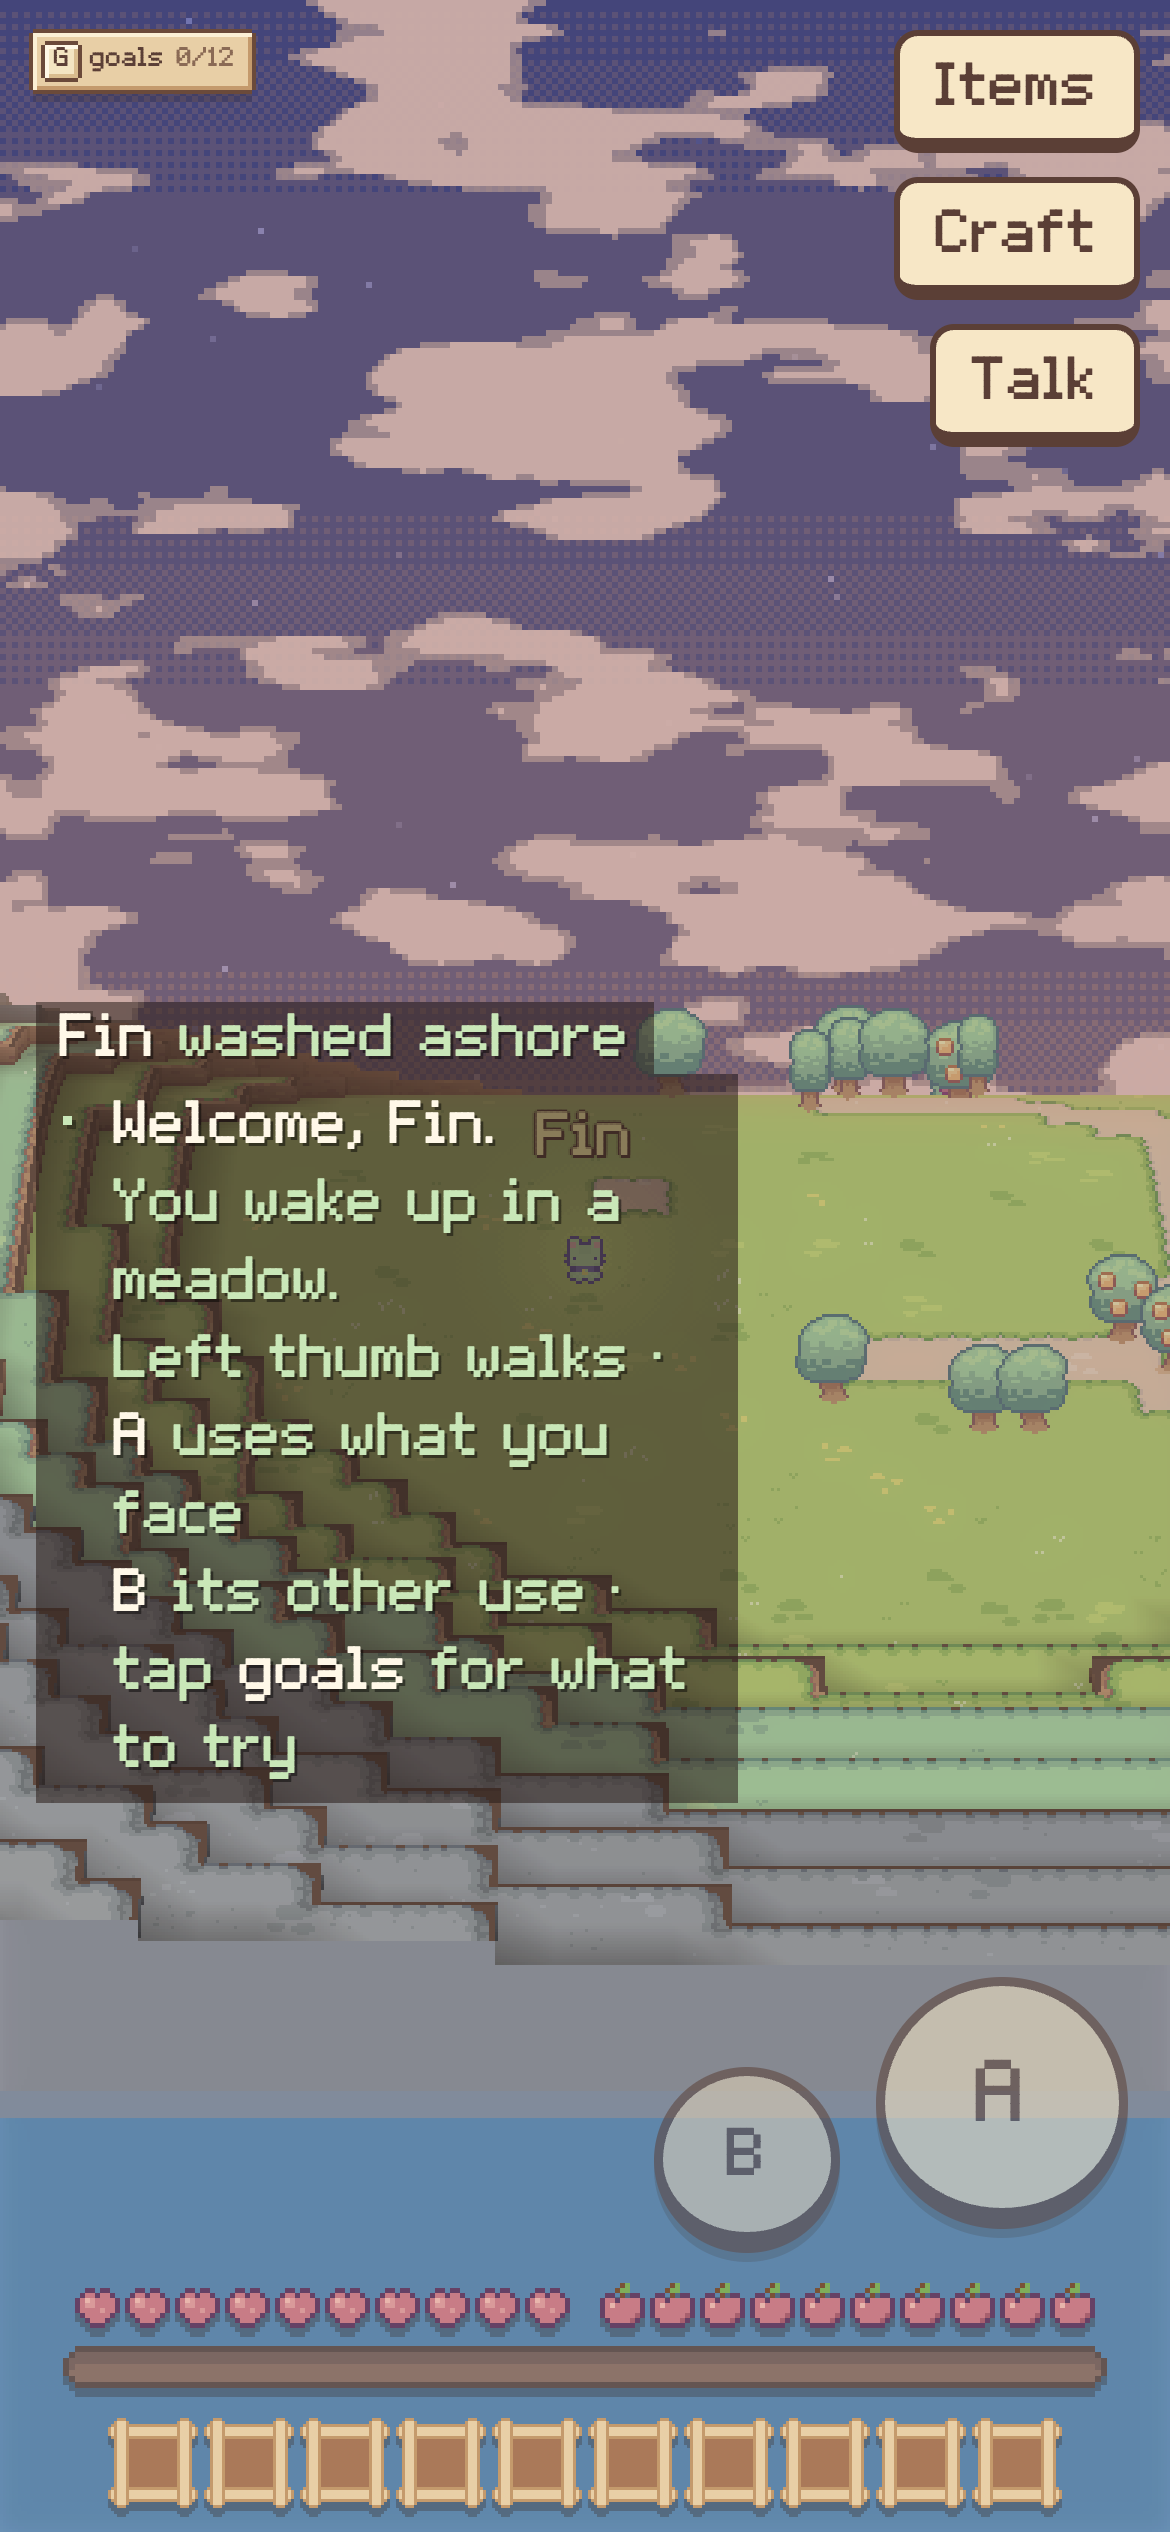 G goals 0/12
Items
Craft
Talk
Fin washed ashore
· Welcome, Fin.
Fin
You wake up in a
meadow.
Left thumb walks ·
A uses what you
face
B its other use ·
tap goals for what
to try
A
B